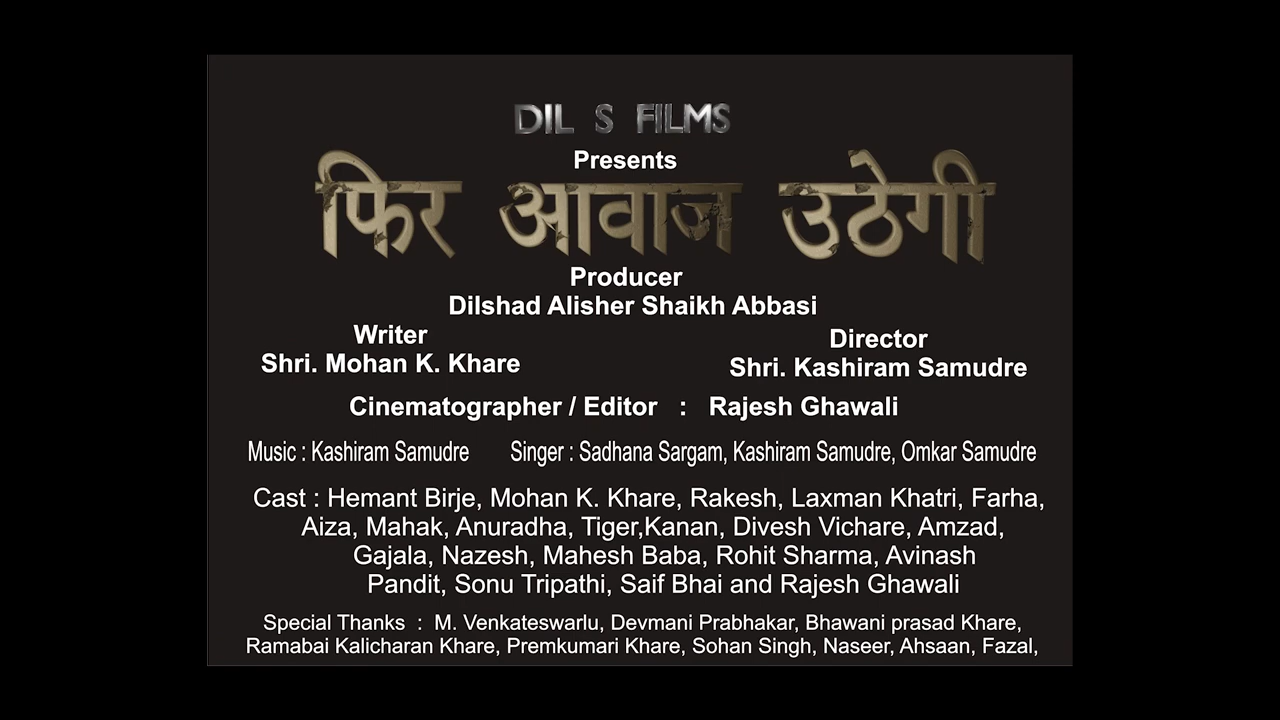 DIL S FILMS
Presents
फिर आवाज उठेगी
Producer
Dilshad Alisher Shaikh Abbasi
Writer
Shri. Mohan K. Khare
Director
Shri. Kashiram Samudre
Cinematographer / Editor : Rajesh Ghawali
Music : Kashiram Samudre Singer : Sadhana Sargam, Kashiram Samudre, Omkar Samudre
Cast : Hemant Birje, Mohan K. Khare, Rakesh, Laxman Khatri, Farha,
Aiza, Mahak, Anuradha, Tiger,Kanan, Divesh Vichare, Amzad,
Gajala, Nazesh, Mahesh Baba, Rohit Sharma, Avinash
Pandit, Sonu Tripathi, Saif Bhai and Rajesh Ghawali
Special Thanks : M. Venkateswarlu, Devmani Prabhakar, Bhawani prasad Khare,
Ramabai Kalicharan Khare, Premkumari Khare, Sohan Singh, Naseer, Ahsaan, Fazal,